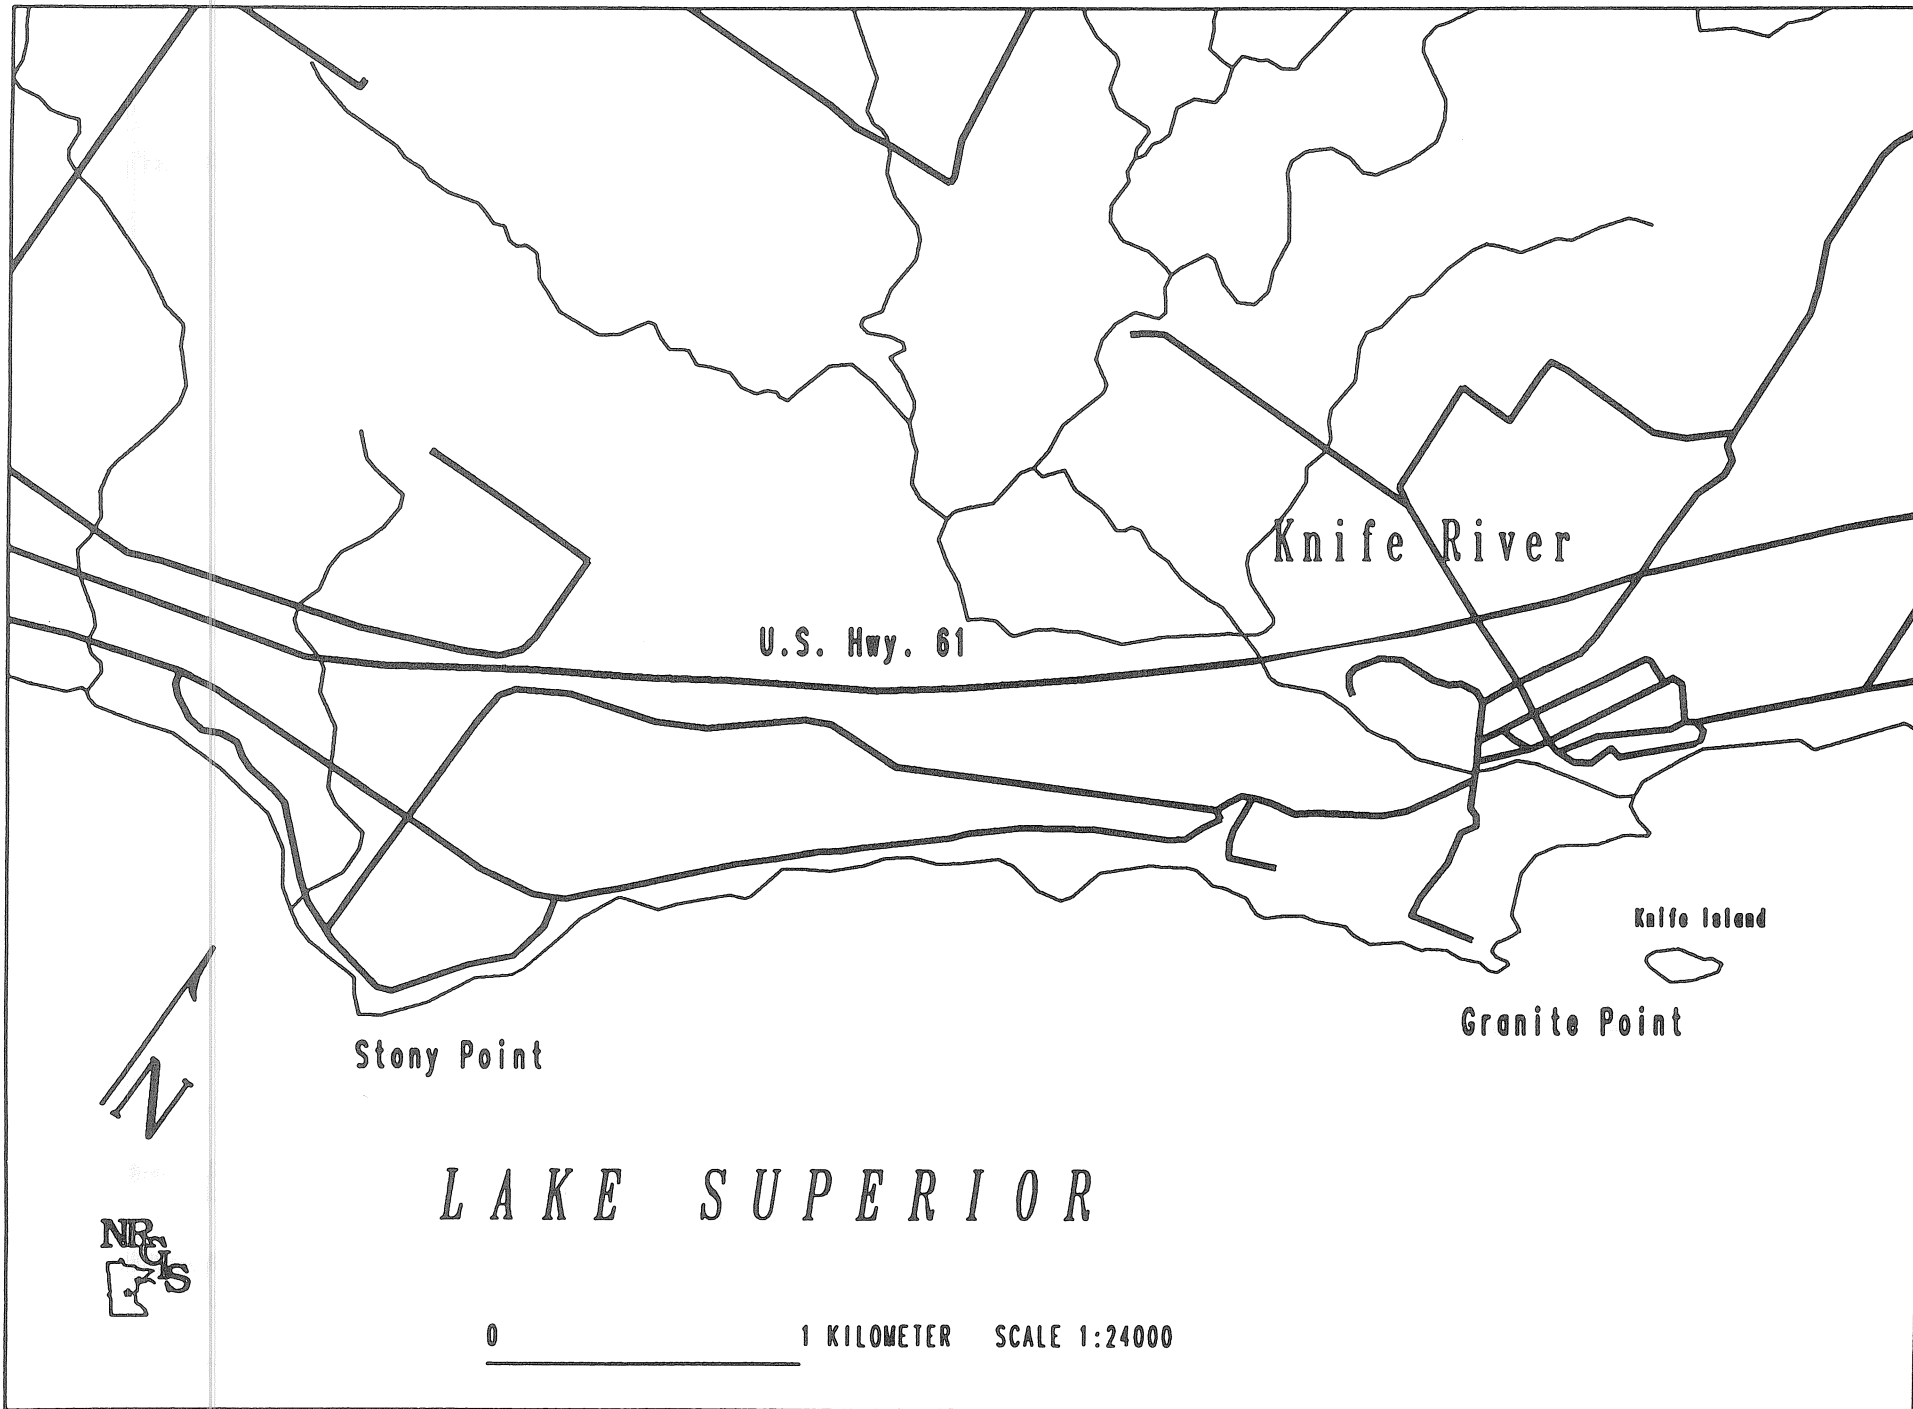 Knife River
U.S. Hwy. 61
Knife Island
Granite Point
Stony Point
N
LAKE SUPERIOR
NRGIS
0 1 KILOMETER SCALE 1:24000